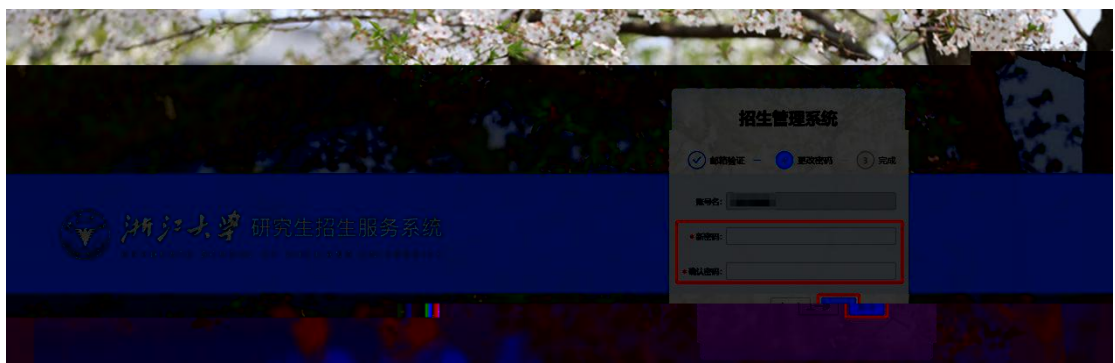 招生管理系统
邮箱验证
更改密码
3 完成
账号名:
浙江大学 研究生招生服务系统
*新密码:
*确认密码: